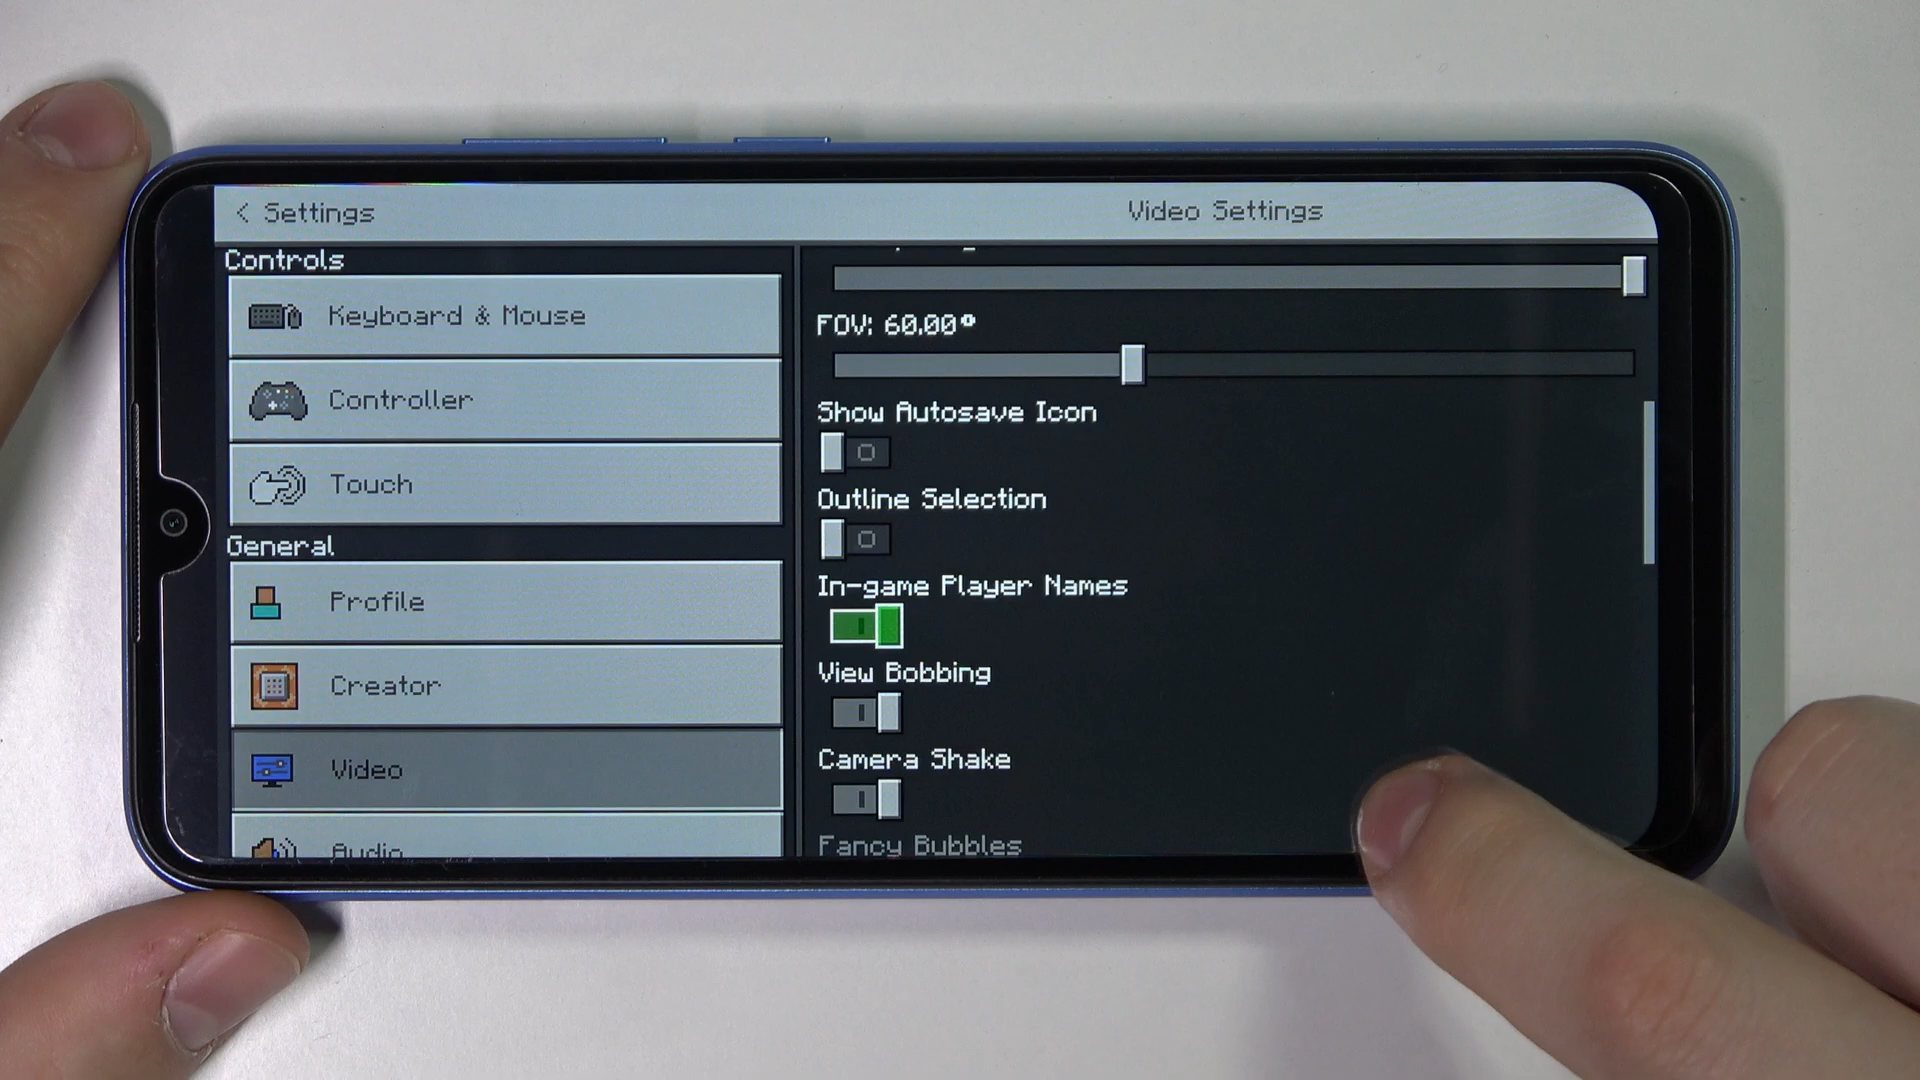 < Settings
Video Settings
Controls
Keyboard & Mouse
Controller
Touch
General
Profile
Creator
Video
Audio
FOV: 60.00°
Show Autosave Icon
Outline Selection
In-game Player Names
View Bobbing
Camera Shake
Fancy Bubbles